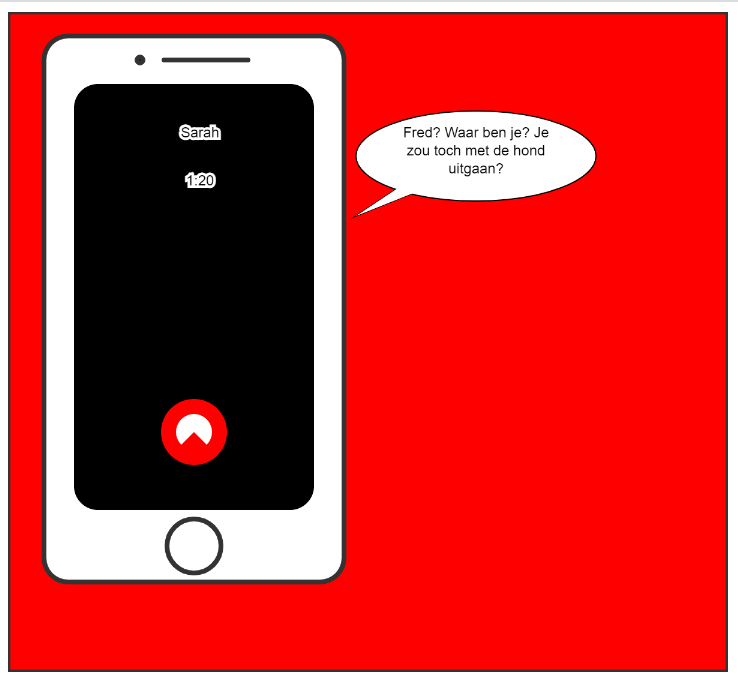 Sarah
1:20
Fred? Waar ben je? Je
zou toch met de hond
uitgaan?